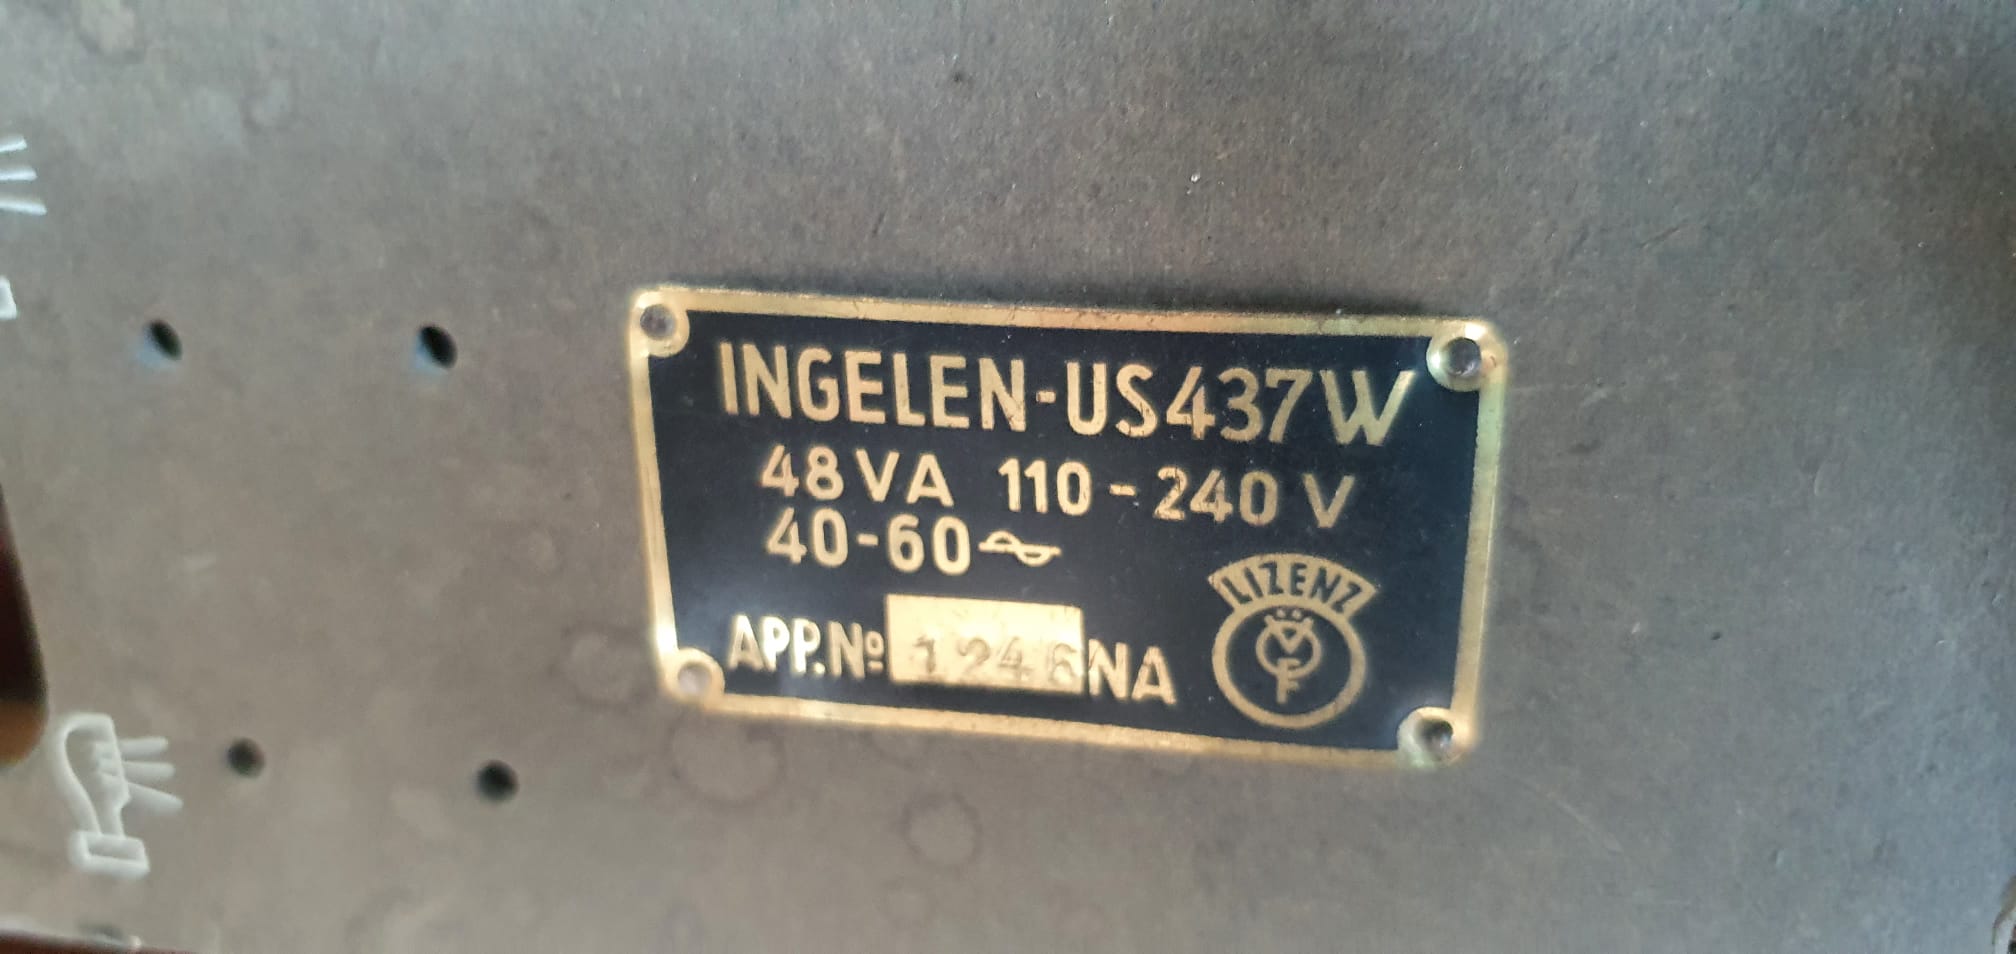 INGELEN-US437W
48 VA 110-240 V
40-60~
APP.Nº 1246 NA
LIZENZ